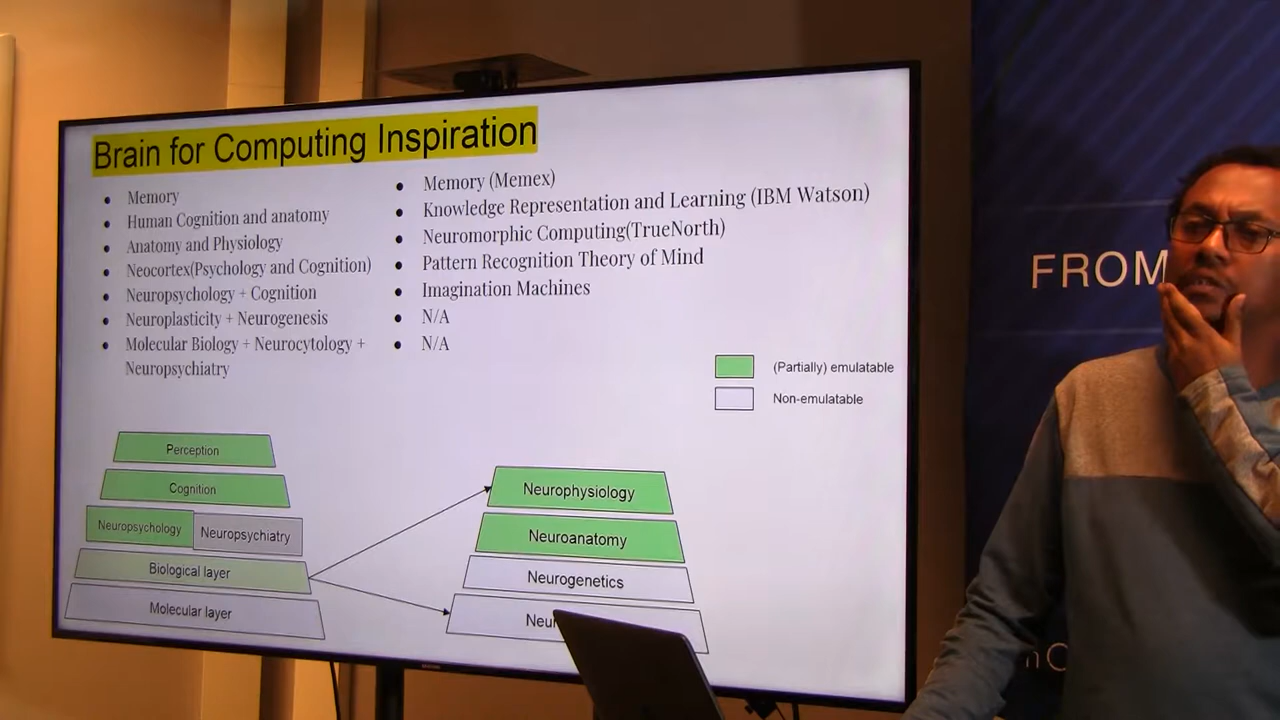 Brain for Computing Inspiration
Memory
Human Cognition and anatomy
Anatomy and Physiology
Neocortex(Psychology and Cognition)
Neuropsychology + Cognition
Neuroplasticity + Neurogenesis
Molecular Biology + Neurocytology +
Neuropsychiatry
Memory (Memex)
Knowledge Representation and Learning (IBM Watson)
Neuromorphic Computing(TrueNorth)
Pattern Recognition Theory of Mind
Imagination Machines
N/A
N/A
(Partially) emulatable
Non-emulatable
Perception
Cognition
Neuropsychology
Neuropsychiatry
Biological layer
Molecular layer
Neurophysiology
Neuroanatomy
Neurogenetics
FROM